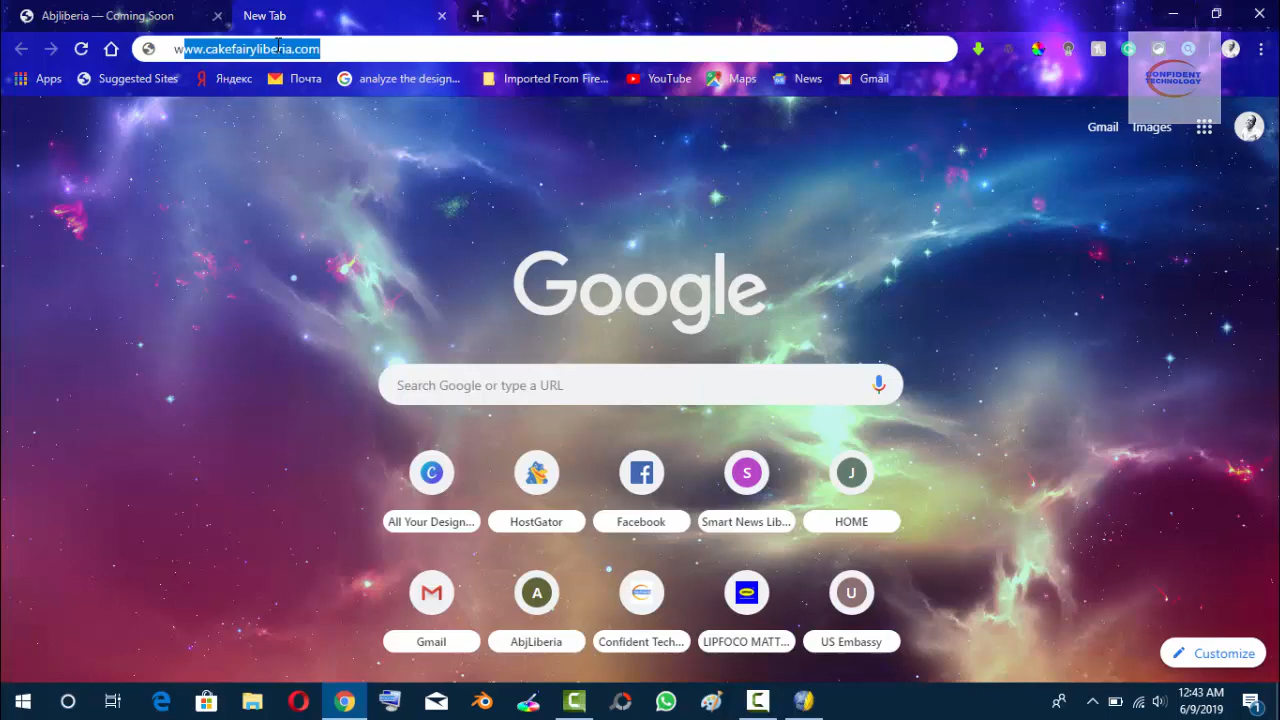 Abjliberia — Coming Soon
New Tab
www.cakefairyliberia.com
Apps
Suggested Sites
Яндекс
Почта
analyze the design...
Imported From Fire...
YouTube
Maps
News
Gmail
CONFIDENT
TECHNOLOGY
Gmail
Images
Google
Search Google or type a URL
C
S
J
All Your Design...
HostGator
Facebook
Smart News Lib...
HOME
A
U
Gmail
AbjLiberia
Confident Tech...
LIPFOCO MATT...
US Embassy
Customize
12:43 AM
6/9/2019
1